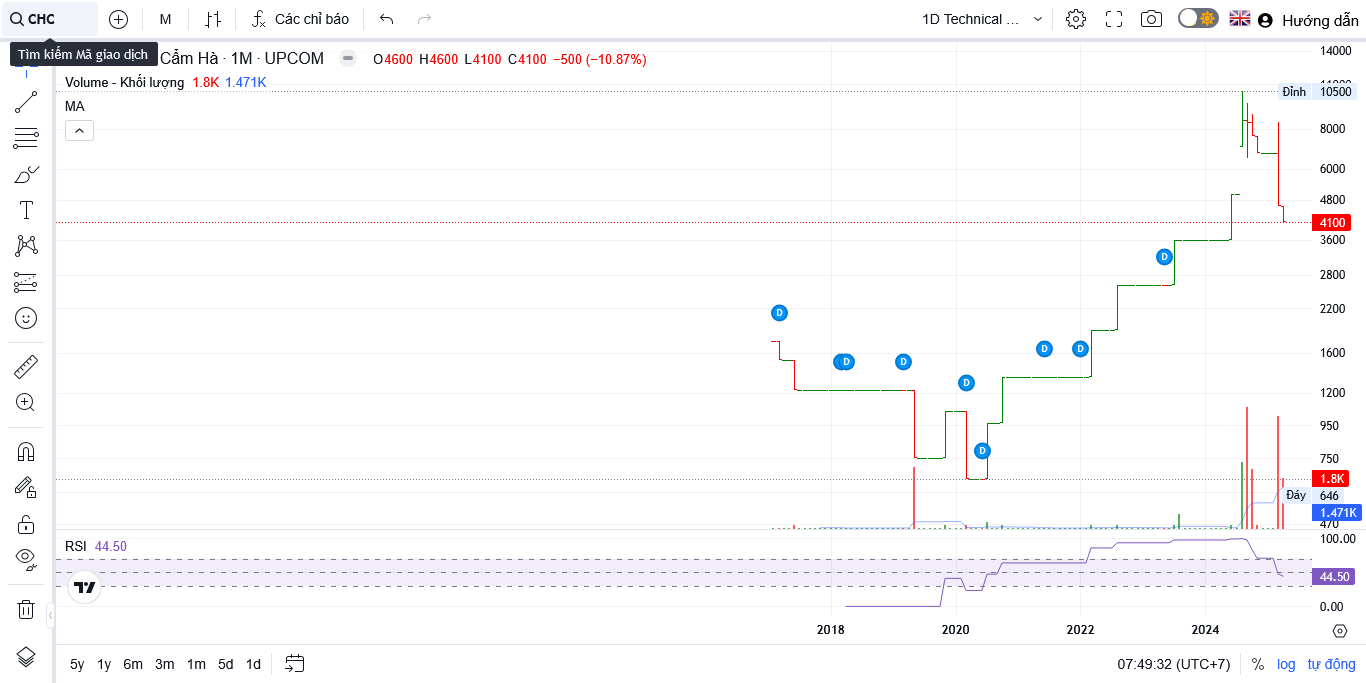 CHC
M
Các chỉ báo
1D Technical ...
Hướng dẫn
Tìm kiếm Mã giao dịch
Cẩm Hà · 1M · UPCOM
O4600 H4600 L4100 C4100 −500 (−10.87%)
Volume - Khối lượng 1.8K 1.471K
MA
14000
Đỉnh 10500
8000
6000
4800
4100
3600
2800
2200
1600
1200
950
750
1.8K
Đáy 646
1.471K
470
D
D
D
D
D
D
D
D
RSI 44.50
100.00
44.50
0.00
2018 2020 2022 2024
5y 1y 6m 3m 1m 5d 1d
07:49:32 (UTC+7) % log tự động